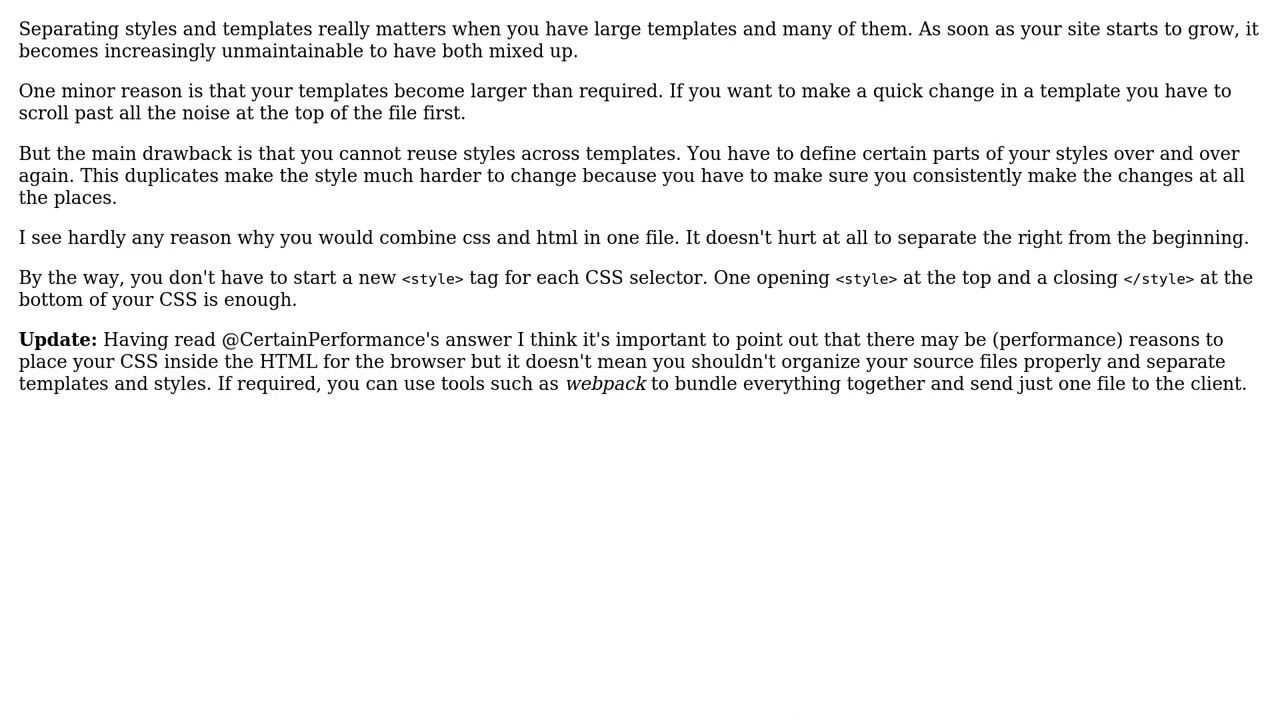 Separating styles and templates really matters when you have large templates and many of them. As soon as your site starts to grow, it
becomes increasingly unmaintainable to have both mixed up.
One minor reason is that your templates become larger than required. If you want to make a quick change in a template you have to
scroll past all the noise at the top of the file first.
But the main drawback is that you cannot reuse styles across templates. You have to define certain parts of your styles over and over
again. This duplicates make the style much harder to change because you have to make sure you consistently make the changes at all
the places.
I see hardly any reason why you would combine css and html in one file. It doesn't hurt at all to separate the right from the beginning.
By the way, you don't have to start a new <style> tag for each CSS selector. One opening <style> at the top and a closing </style> at the
bottom of your CSS is enough.
Update: Having read @CertainPerformance's answer I think it's important to point out that there may be (performance) reasons to
place your CSS inside the HTML for the browser but it doesn't mean you shouldn't organize your source files properly and separate
templates and styles. If required, you can use tools such as webpack to bundle everything together and send just one file to the client.